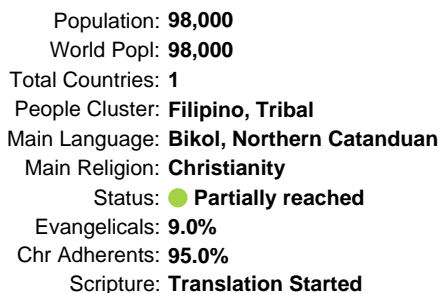 Population: 98,000
World Popl: 98,000
Total Countries: 1
People Cluster: Filipino, Tribal
Main Language: Bikol, Northern Catanduan
Main Religion: Christianity
Status: Partially reached
Evangelicals: 9.0%
Chr Adherents: 95.0%
Scripture: Translation Started